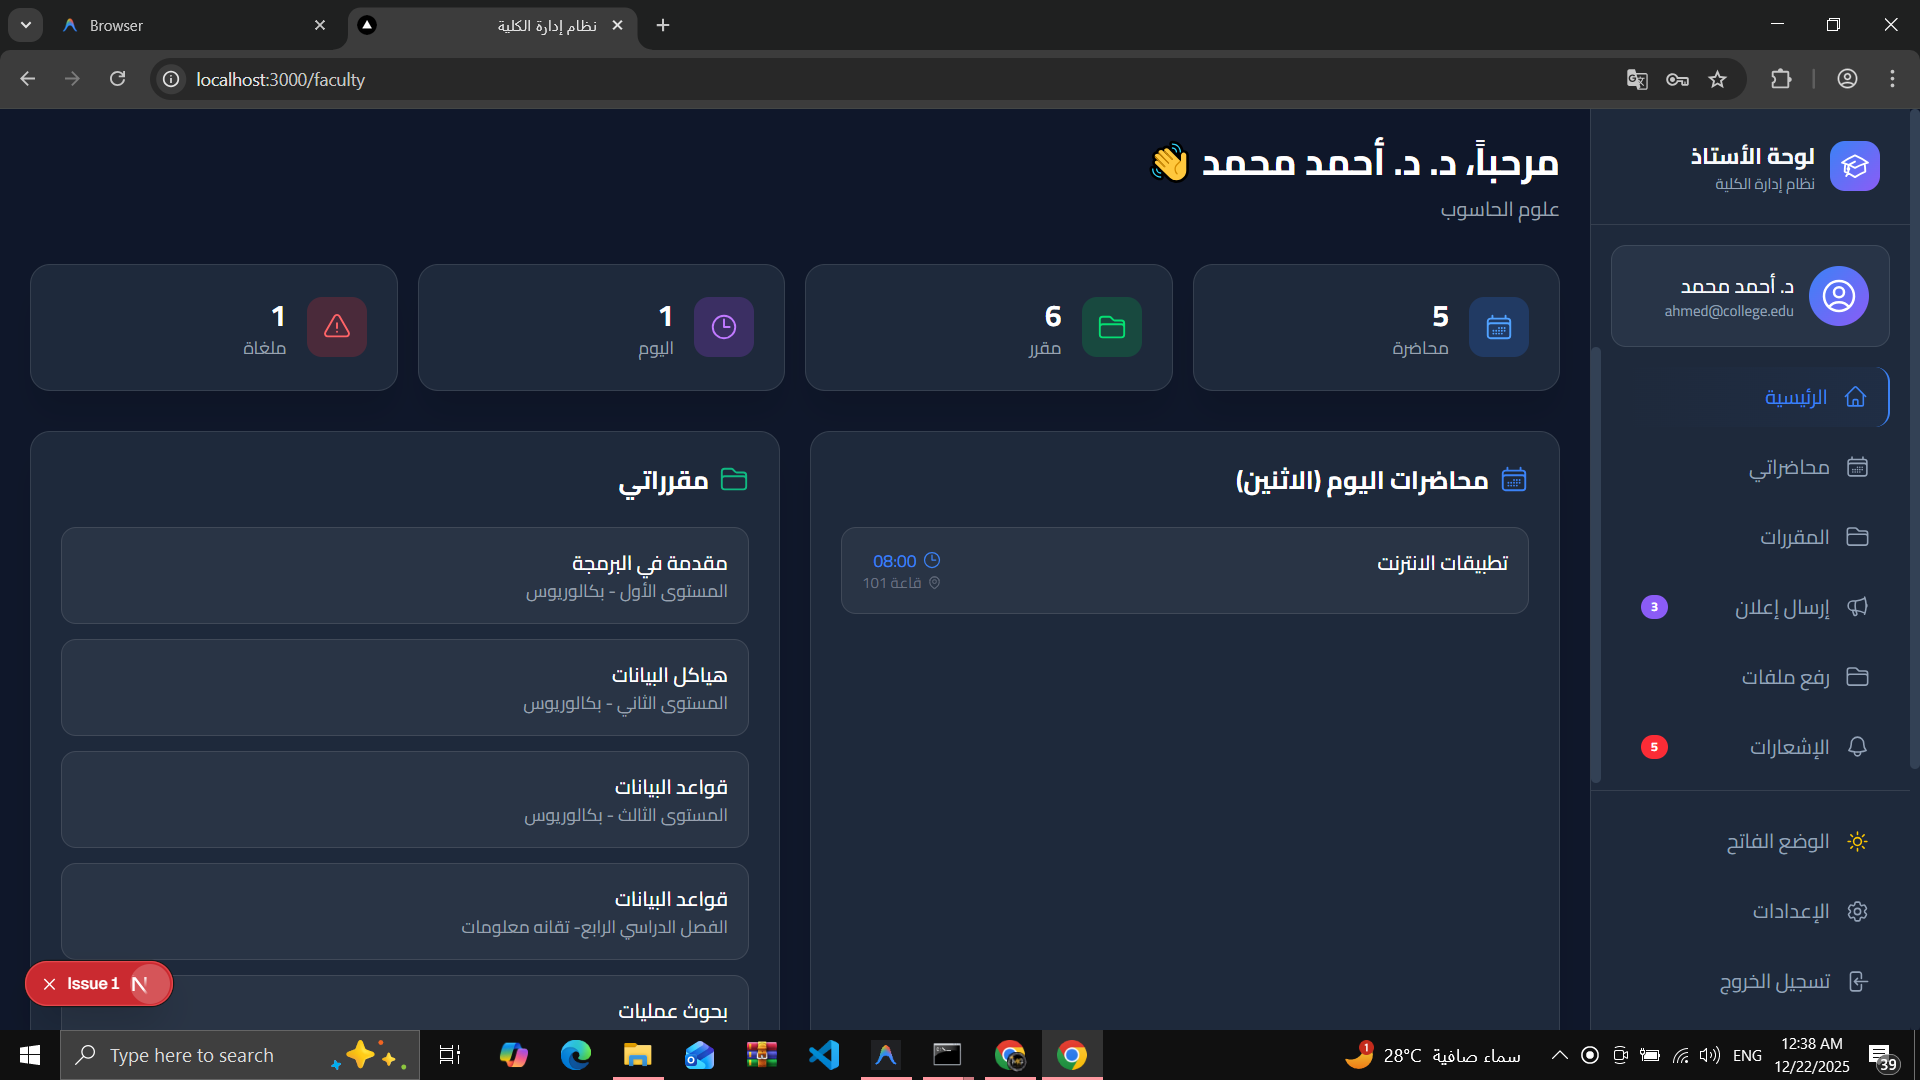 Browser
نظام إدارة الكلية
localhost:3000/faculty
لوحة الأستاذ
نظام إدارة الكلية
د. أحمد محمد
ahmed@college.edu
الرئيسية
محاضراتي
المقررات
إرسال إعلان
3
رفع ملفات
الإشعارات
5
الوضع الفاتح
الإعدادات
تسجيل الخروج
مرحباً، د. د. أحمد محمد 👋
علوم الحاسوب
5
محاضرة
6
مقرر
1
اليوم
1
ملغاة
محاضرات اليوم (الاثنين)
تطبيقات الانترنت
08:00
قاعة 101
مقرراتي
مقدمة في البرمجة
المستوى الأول - بكالوريوس
هياكل البيانات
المستوى الثاني - بكالوريوس
قواعد البيانات
المستوى الثالث - بكالوريوس
قواعد البيانات
الفصل الدراسي الرابع- تقانه معلومات
بحوث عمليات
N Issue 1
Type here to search
1
28°C سماء صافية
ENG
12:38 AM
12/22/2025
39